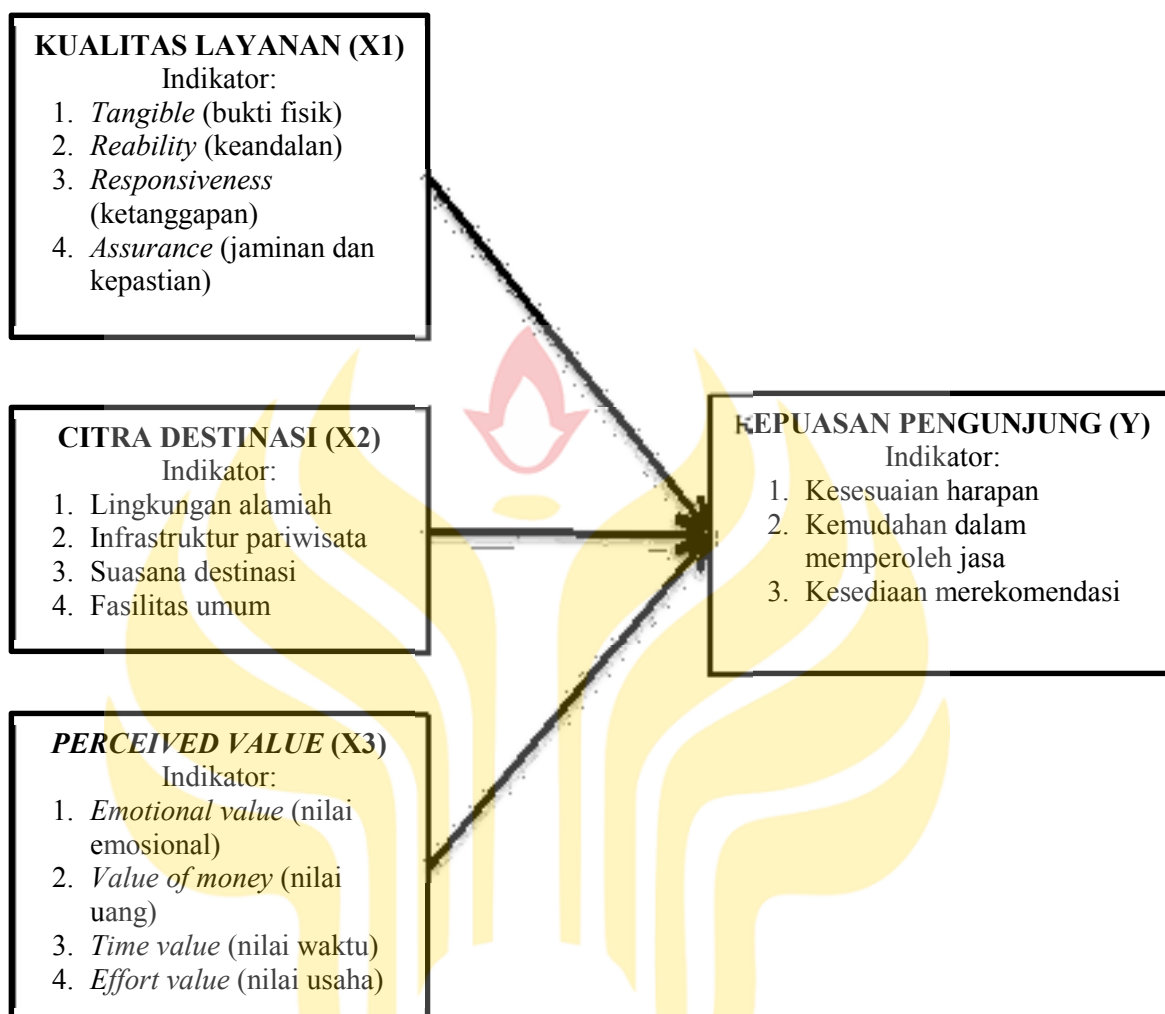 KUALITAS LAYANAN (X1)
Indikator:
1. Tangible (bukti fisik)
2. Reability (keandalan)
3. Responsiveness
(ketanggapan)
4. Assurance (jaminan dan
kepastian)
CITRA DESTINASI (X2)
Indikator:
1. Lingkungan alamiah
2. Infrastruktur pariwisata
3. Suasana destinasi
4. Fasilitas umum
KEPUASAN PENGUNJUNG (Y)
Indikator:
1. Kesesuaian harapan
2. Kemudahan dalam
memperoleh jasa
3. Kesediaan merekomendasi
PERCEIVED VALUE (X3)
Indikator:
1. Emotional value (nilai
emosional)
2. Value of money (nilai
uang)
3. Time value (nilai waktu)
4. Effort value (nilai usaha)